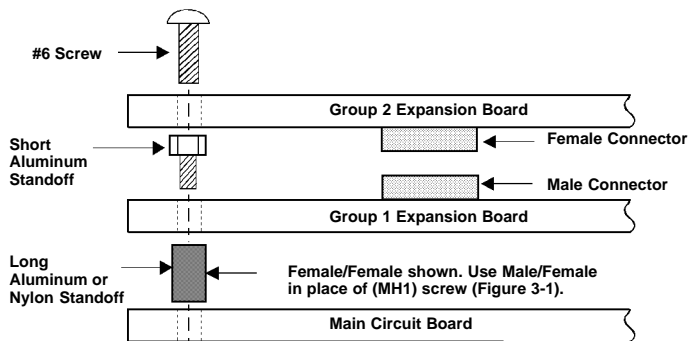 #6 Screw
Group 2 Expansion Board
Short
Aluminum
Standoff
Female Connector
Male Connector
Group 1 Expansion Board
Long
Aluminum or
Nylon Standoff
Female/Female shown. Use Male/Female
in place of (MH1) screw (Figure 3-1).
Main Circuit Board